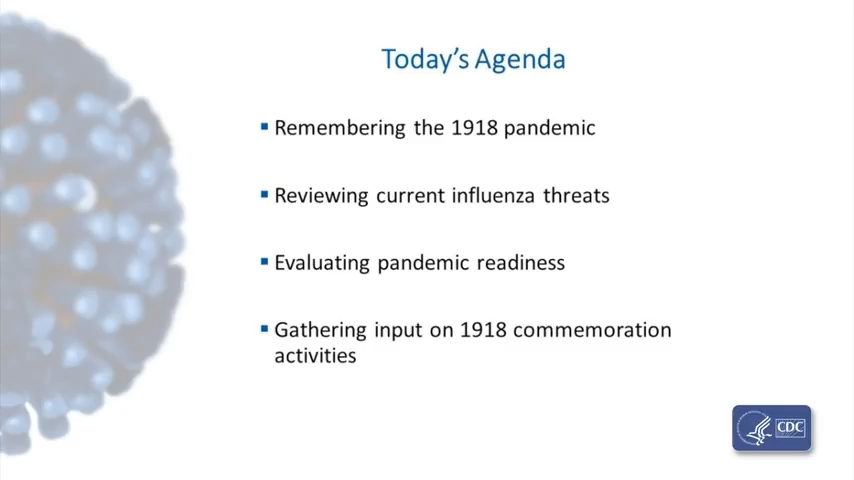 Today's Agenda
▪ Remembering the 1918 pandemic
▪ Reviewing current influenza threats
▪ Evaluating pandemic readiness
▪ Gathering input on 1918 commemoration
activities
CDC